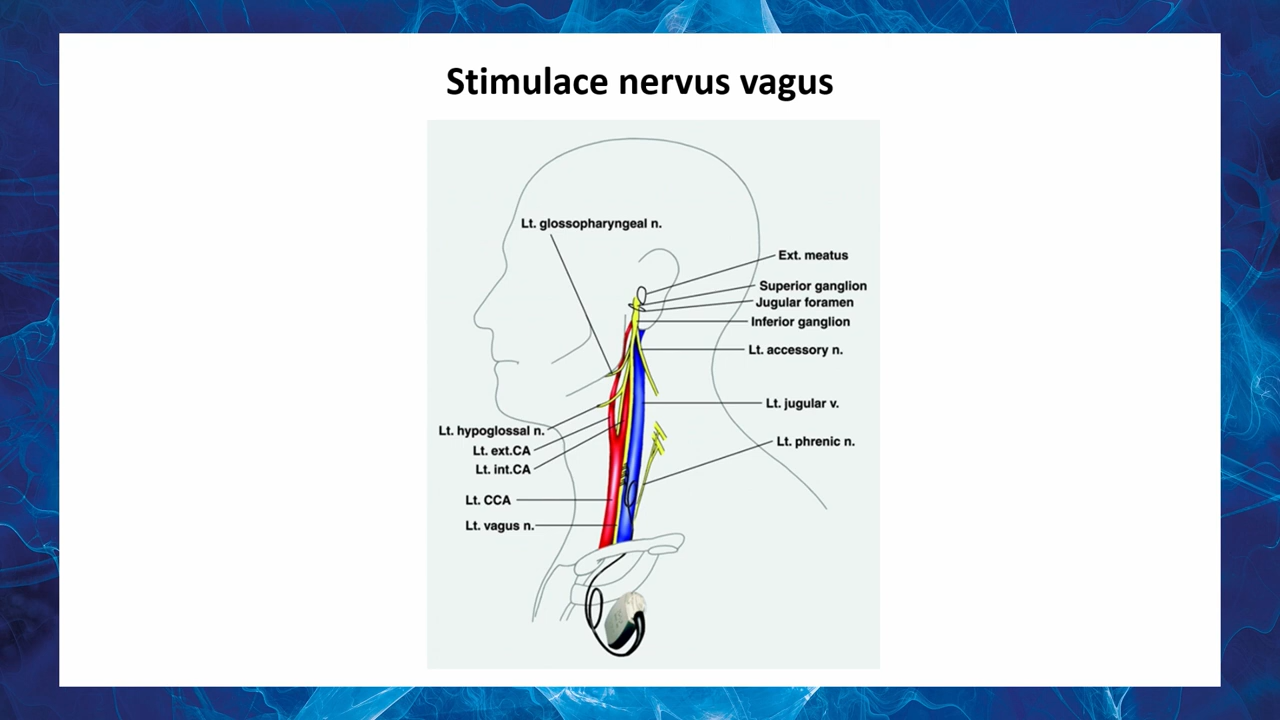 Stimulace nervus vagus
Lt. glossopharyngeal n.
Ext. meatus
Superior ganglion
Jugular foramen
Inferior ganglion
Lt. accessory n.
Lt. jugular v.
Lt. hypoglossal n.
Lt. phrenic n.
Lt. ext.CA
Lt. int.CA
Lt. CCA
Lt. vagus n.